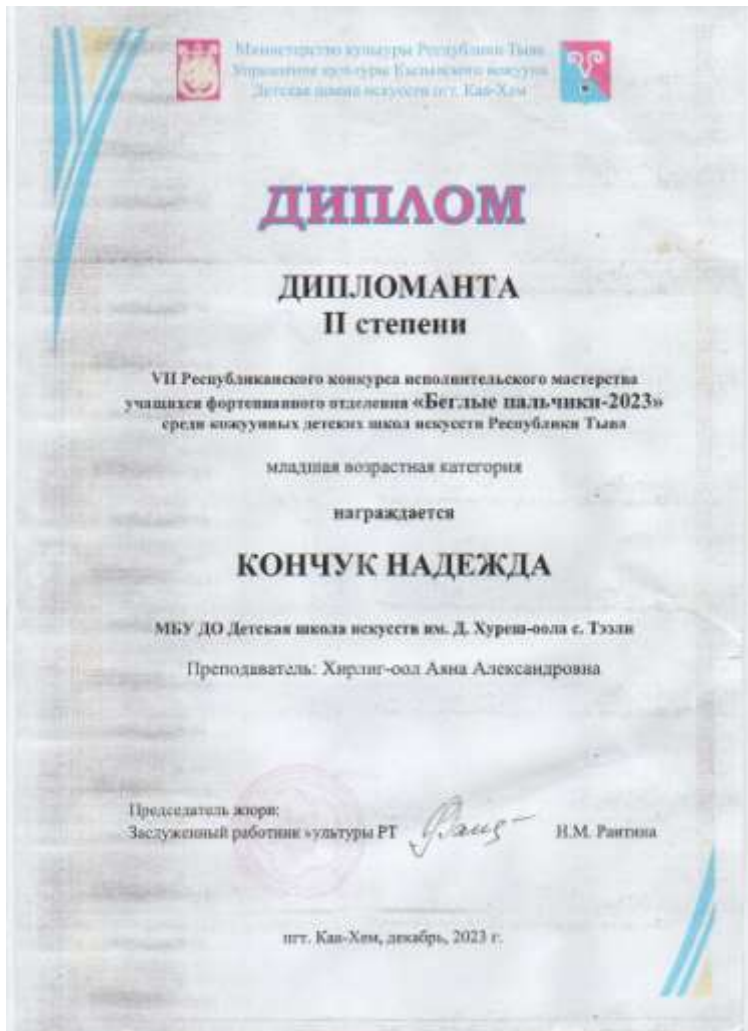 Министерство культуры Республики Тыва
Управление культуры Кызылского кожууна
Детская школа искусств пгт. Каа-Хем
ДИПЛОМ
ДИПЛОМАНТА
II степени
VII Республиканского конкурса исполнительского мастерства
учащихся фортепианного отделения «Беглые пальчики-2023»
среди кожуунных детских школ искусств Республики Тыва
младшая возрастная категория
награждается
КОНЧУК НАДЕЖДА
МБУ ДО Детская школа искусств им. Д. Хуреш-оола с. Тээли
Преподаватель: Хирлиг-оол Аяна Александровна
Председатель жюри:
Заслуженный работник культуры РТ Н.М. Рантина
пгт. Каа-Хем, декабрь, 2023 г.